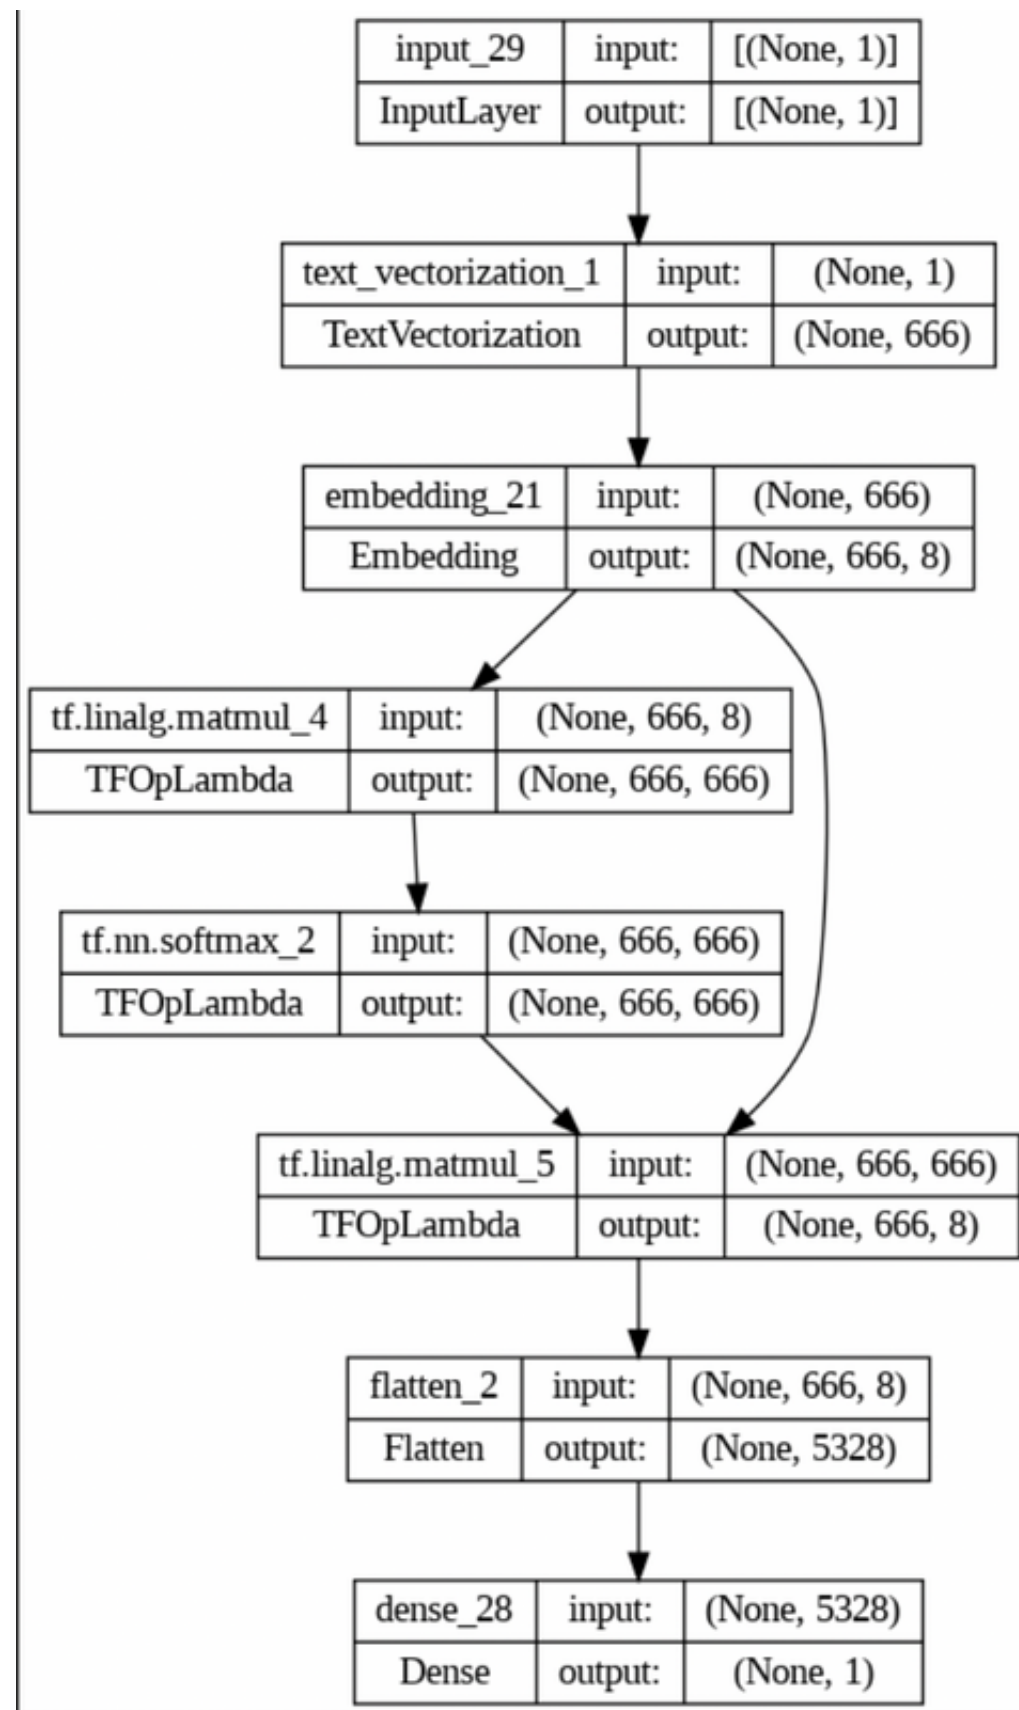 input_29 input: [(None, 1)]
InputLayer output: [(None, 1)]
text_vectorization_1 input: (None, 1)
TextVectorization output: (None, 666)
embedding_21 input: (None, 666)
Embedding output: (None, 666, 8)
tf.linalg.matmul_4 input: (None, 666, 8)
TFOpLambda output: (None, 666, 666)
tf.nn.softmax_2 input: (None, 666, 666)
TFOpLambda output: (None, 666, 666)
tf.linalg.matmul_5 input: (None, 666, 666)
TFOpLambda output: (None, 666, 8)
flatten_2 input: (None, 666, 8)
Flatten output: (None, 5328)
dense_28 input: (None, 5328)
Dense output: (None, 1)